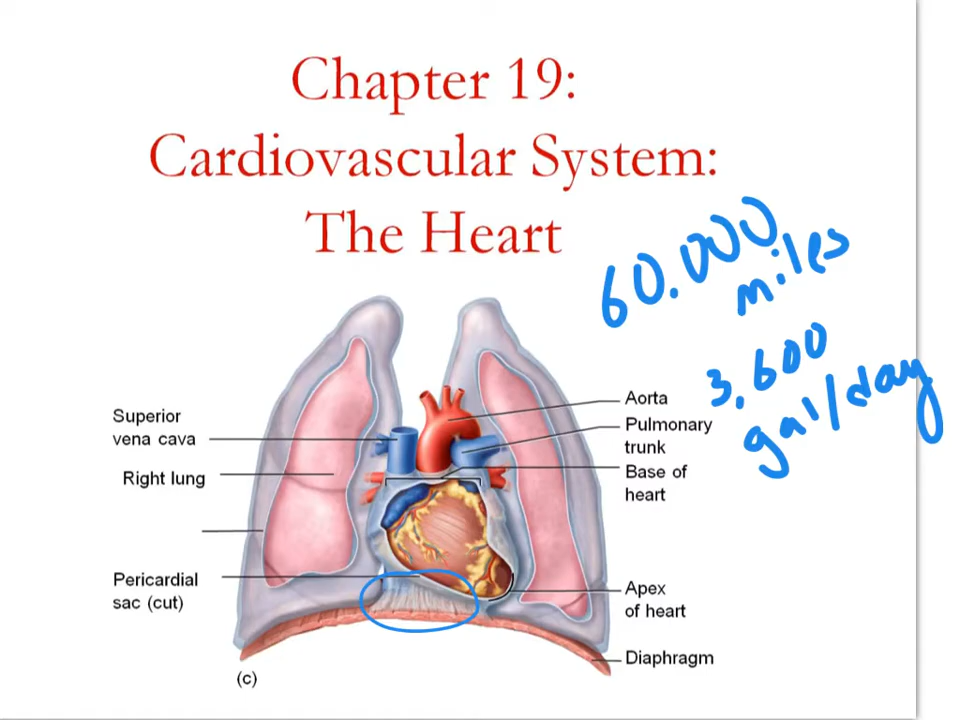 Chapter 19:
Cardiovascular System:
The Heart
60.000
miles
3,600
gal/day
Superior
vena cava
Right lung
Pericardial
sac (cut)
Aorta
Pulmonary
trunk
Base of
heart
Apex
of heart
Diaphragm
(c)